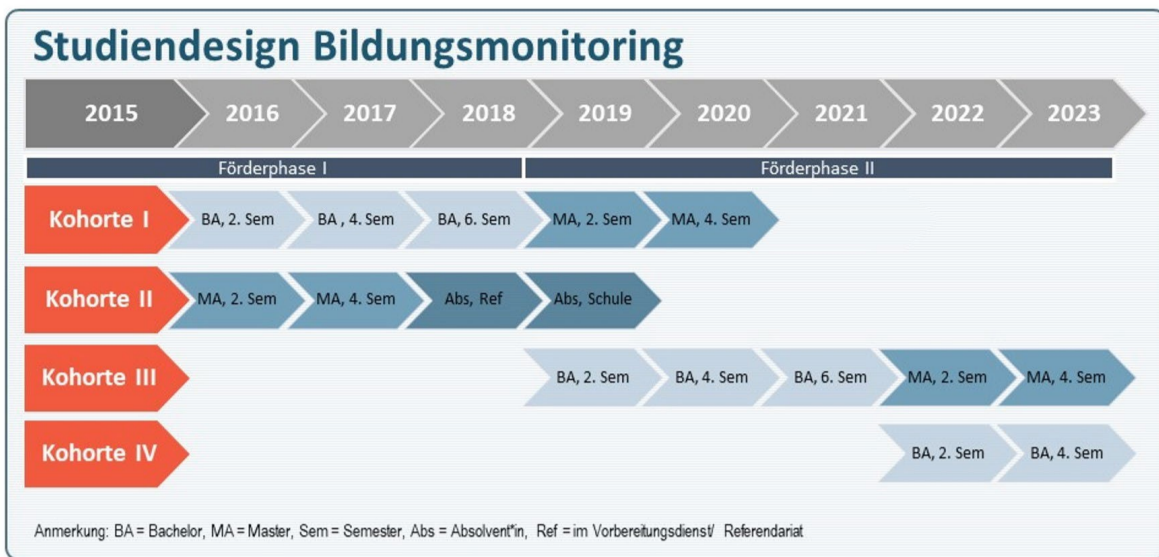 Studiendesign Bildungsmonitoring
2015 2016 2017 2018 2019 2020 2021 2022 2023
Förderphase I Förderphase II
Kohorte I BA, 2. Sem BA , 4. Sem BA, 6. Sem MA, 2. Sem MA, 4. Sem
Kohorte II MA, 2. Sem MA, 4. Sem Abs, Ref Abs, Schule
Kohorte III BA, 2. Sem BA, 4. Sem BA, 6. Sem MA, 2. Sem MA, 4. Sem
Kohorte IV BA, 2. Sem BA, 4. Sem
Anmerkung: BA = Bachelor, MA = Master, Sem = Semester, Abs = Absolvent*in, Ref = im Vorbereitungsdienst/ Referendariat